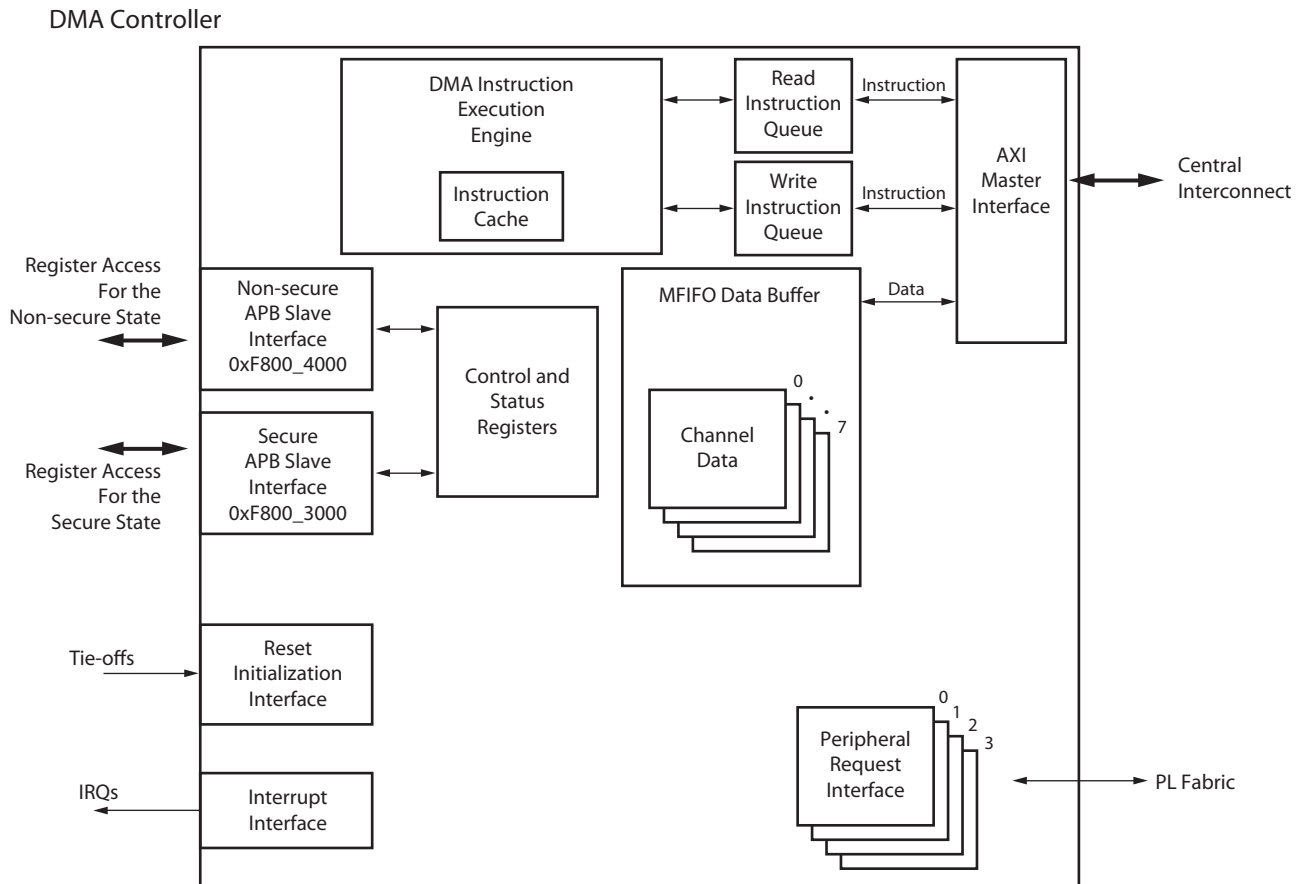 DMA Controller
DMA Instruction
Execution
Engine
Instruction
Cache
Read
Instruction
Queue
Instruction
Write
Instruction
Queue
Instruction
AXI
Master
Interface
Central
Interconnect
Register Access
For the
Non-secure State
Non-secure
APB Slave
Interface
0xF800_4000
Control and
Status
Registers
MFIFO Data Buffer
Data
Channel
Data
0
7
Register Access
For the
Secure State
Secure
APB Slave
Interface
0xF800_3000
Tie-offs
Reset
Initialization
Interface
IRQs
Interrupt
Interface
Peripheral
Request
Interface
0
1
2
3
PL Fabric